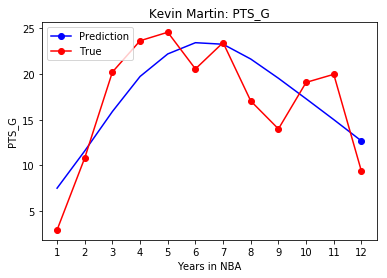 Kevin Martin: PTS_G
Prediction
True
PTS_G
25
20
15
10
5
1 2 3 4 5 6 7 8 9 10 11 12
Years in NBA